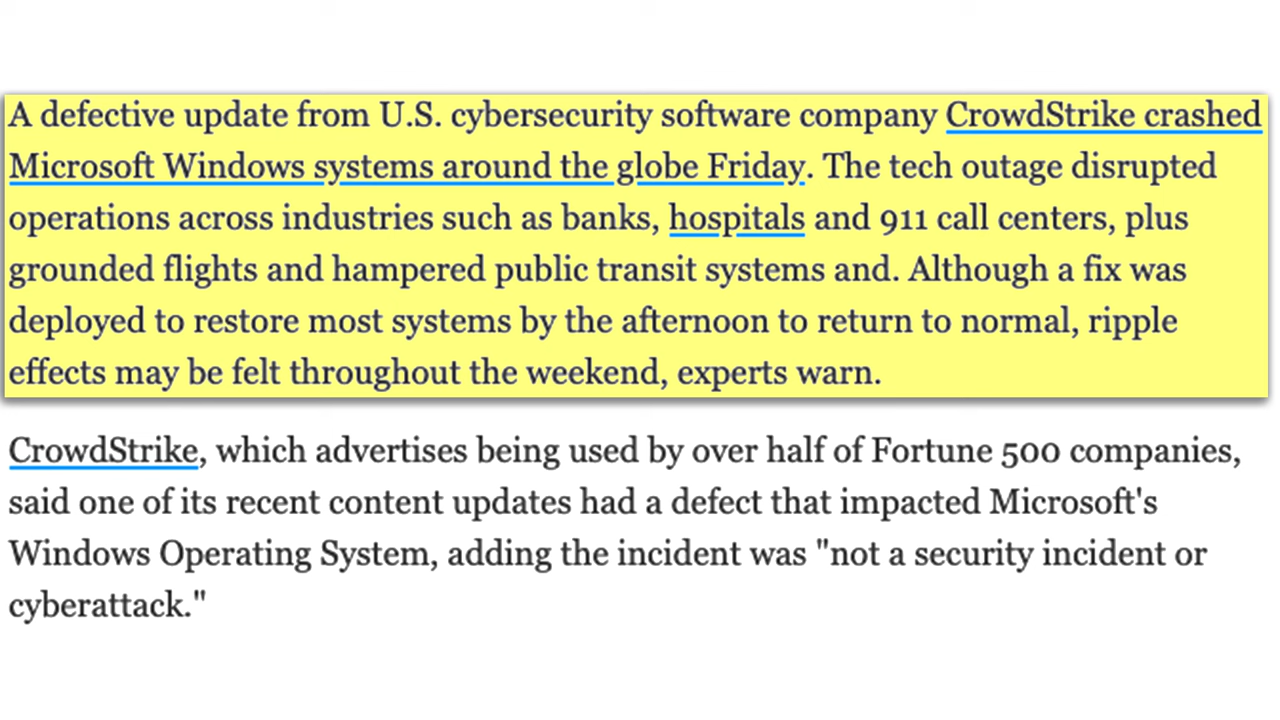 A defective update from U.S. cybersecurity software company CrowdStrike crashed
Microsoft Windows systems around the globe Friday. The tech outage disrupted
operations across industries such as banks, hospitals and 911 call centers, plus
grounded flights and hampered public transit systems and. Although a fix was
deployed to restore most systems by the afternoon to return to normal, ripple
effects may be felt throughout the weekend, experts warn.
CrowdStrike, which advertises being used by over half of Fortune 500 companies,
said one of its recent content updates had a defect that impacted Microsoft's
Windows Operating System, adding the incident was "not a security incident or
cyberattack."